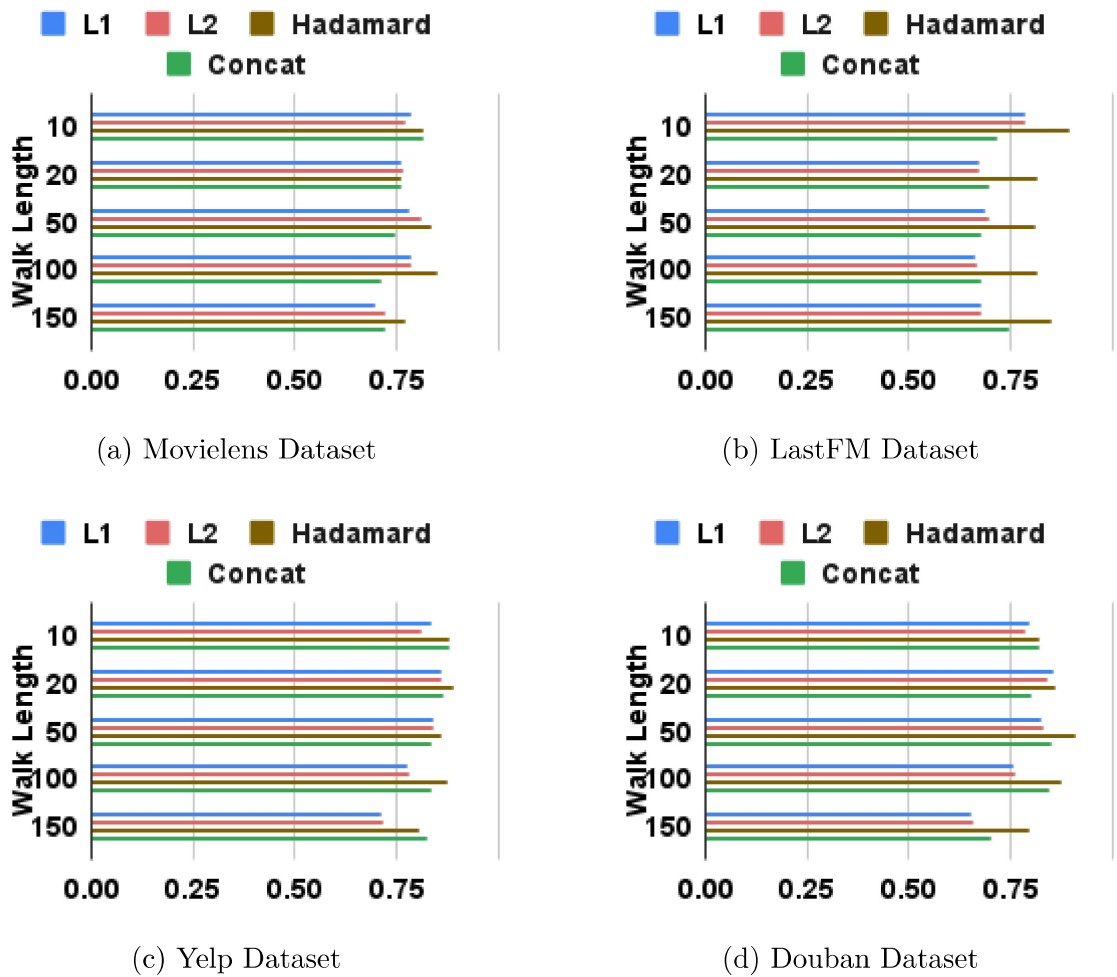 L1 L2 Hadamard
Concat
Walk Length
10
20
50
100
150
0.00 0.25 0.50 0.75
(a) Movielens Dataset
L1 L2 Hadamard
Concat
Walk Length
10
20
50
100
150
0.00 0.25 0.50 0.75
(b) LastFM Dataset
L1 L2 Hadamard
Concat
Walk Length
10
20
50
100
150
0.00 0.25 0.50 0.75
(c) Yelp Dataset
L1 L2 Hadamard
Concat
Walk Length
10
20
50
100
150
0.00 0.25 0.50 0.75
(d) Douban Dataset